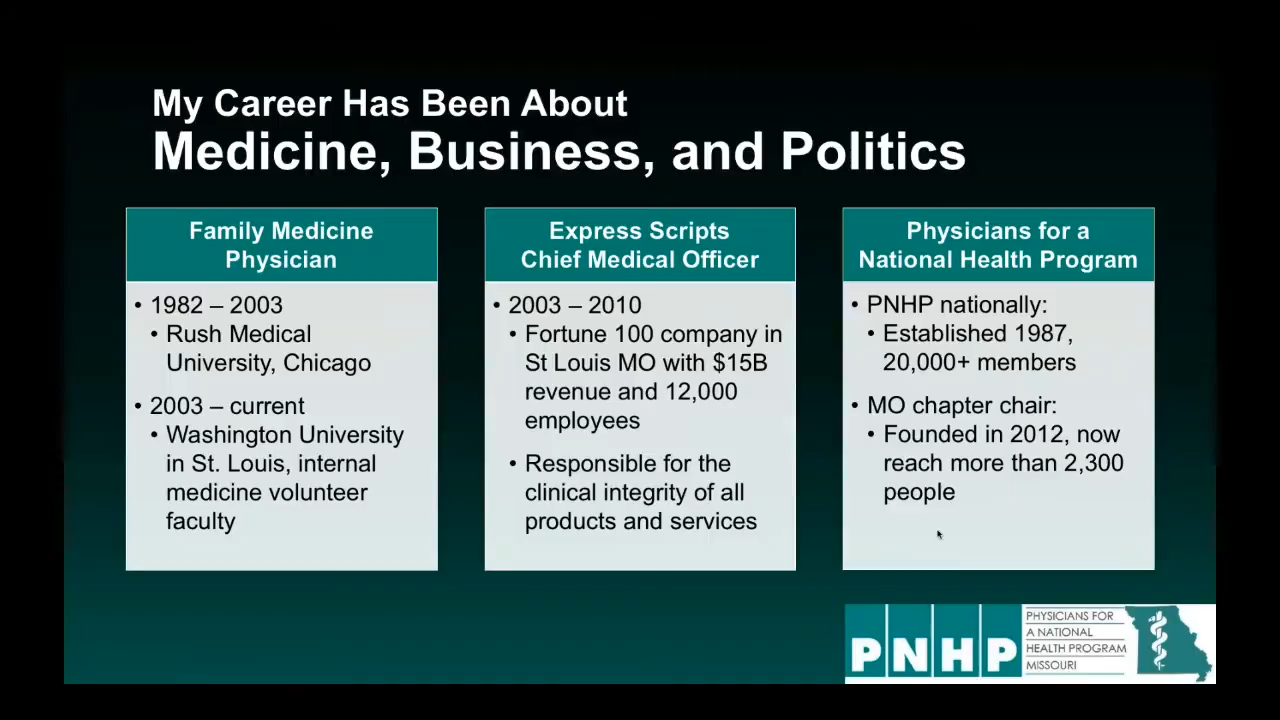 My Career Has Been About
Medicine, Business, and Politics
Family Medicine
Physician
• 1982 – 2003
• Rush Medical
University, Chicago
• 2003 – current
• Washington University
in St. Louis, internal
medicine volunteer
faculty
Express Scripts
Chief Medical Officer
• 2003 – 2010
• Fortune 100 company in
St Louis MO with $15B
revenue and 12,000
employees
• Responsible for the
clinical integrity of all
products and services
Physicians for a
National Health Program
• PNHP nationally:
• Established 1987,
20,000+ members
• MO chapter chair:
• Founded in 2012, now
reach more than 2,300
people
PNHP
PHYSICIANS FOR
A NATIONAL
HEALTH PROGRAM
MISSOURI